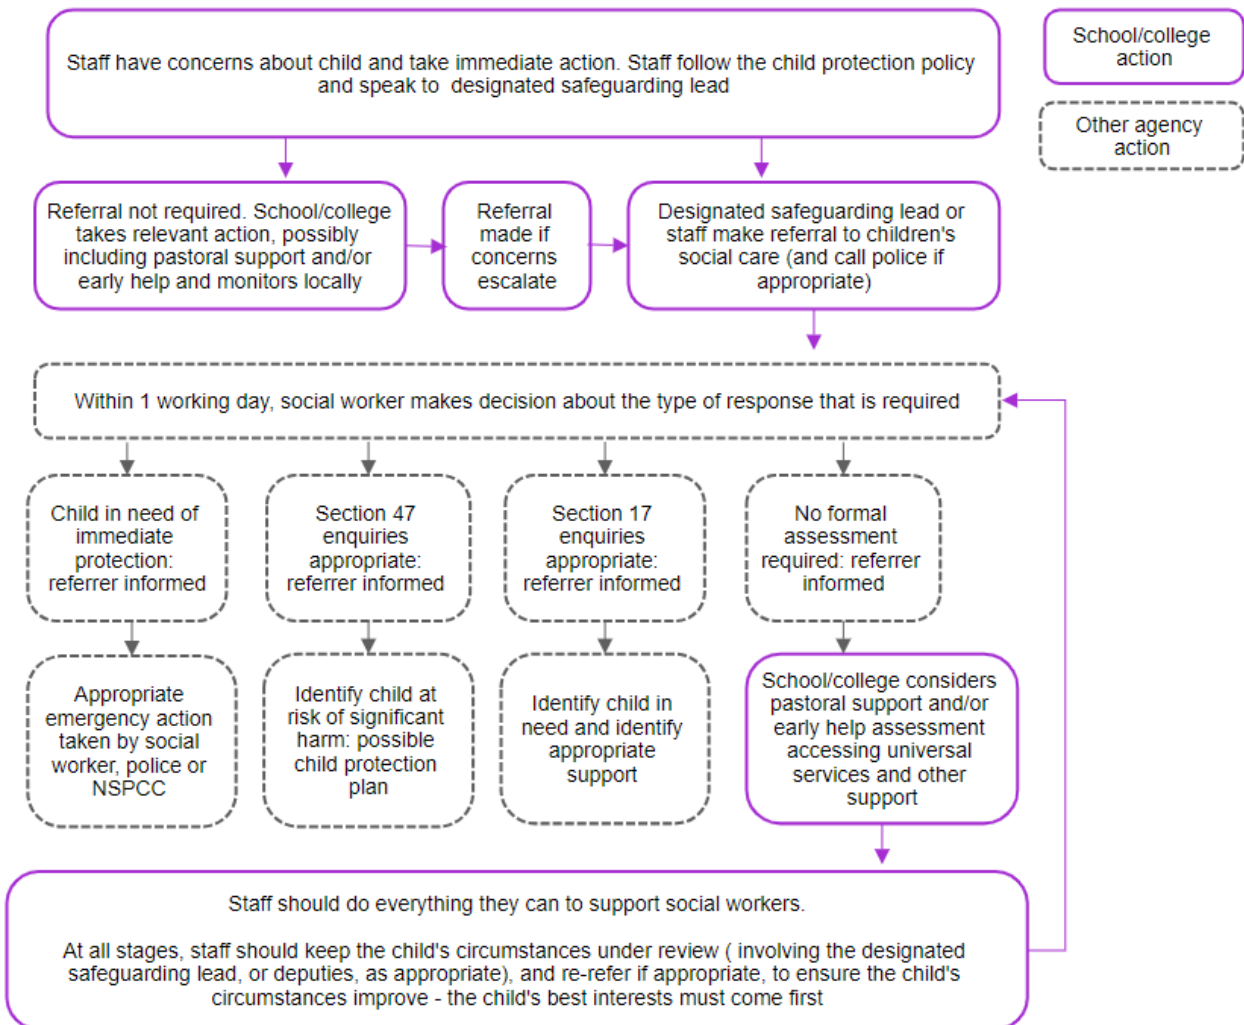 Staff have concerns about child and take immediate action. Staff follow the child protection policy
and speak to designated safeguarding lead
School/college
action
Other agency
action
Referral not required. School/college
takes relevant action, possibly
including pastoral support and/or
early help and monitors locally
Referral
made if
concerns
escalate
Designated safeguarding lead or
staff make referral to children's
social care (and call police if
appropriate)
Within 1 working day, social worker makes decision about the type of response that is required
Child in need of
immediate
protection:
referrer informed
Section 47
enquiries
appropriate:
referrer informed
Section 17
enquiries
appropriate:
referrer informed
No formal
assessment
required: referrer
informed
Appropriate
emergency action
taken by social
worker, police or
NSPCC
Identify child at
risk of significant
harm: possible
child protection
plan
Identify child in
need and identify
appropriate
support
School/college considers
pastoral support and/or
early help assessment
accessing universal
services and other
support
Staff should do everything they can to support social workers.
At all stages, staff should keep the child's circumstances under review ( involving the designated
safeguarding lead, or deputies, as appropriate), and re-refer if appropriate, to ensure the child's
circumstances improve - the child's best interests must come first